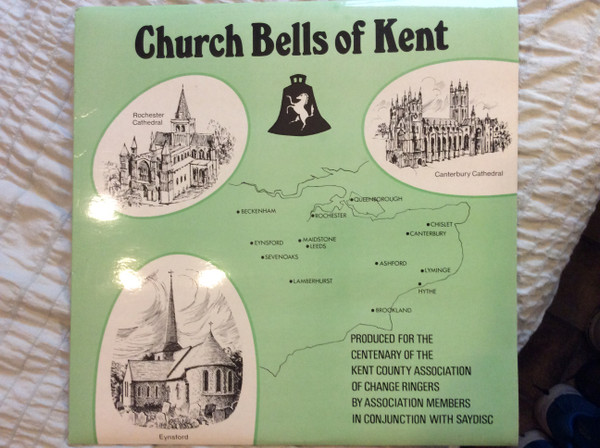 Church Bells of Kent
Rochester
Cathedral
Canterbury Cathedral
QUEENBOROUGH
BECKENHAM
ROCHESTER
CHISLET
CANTERBURY
EYNSFORD
MAIDSTONE
LEEDS
SEVENOAKS
ASHFORD
LYMINGE
LAMBERHURST
HYTHE
BROOKLAND
PRODUCED FOR THE
CENTENARY OF THE
KENT COUNTY ASSOCIATION
OF CHANGE RINGERS
BY ASSOCIATION MEMBERS
IN CONJUNCTION WITH SAYDISC
Eynsford